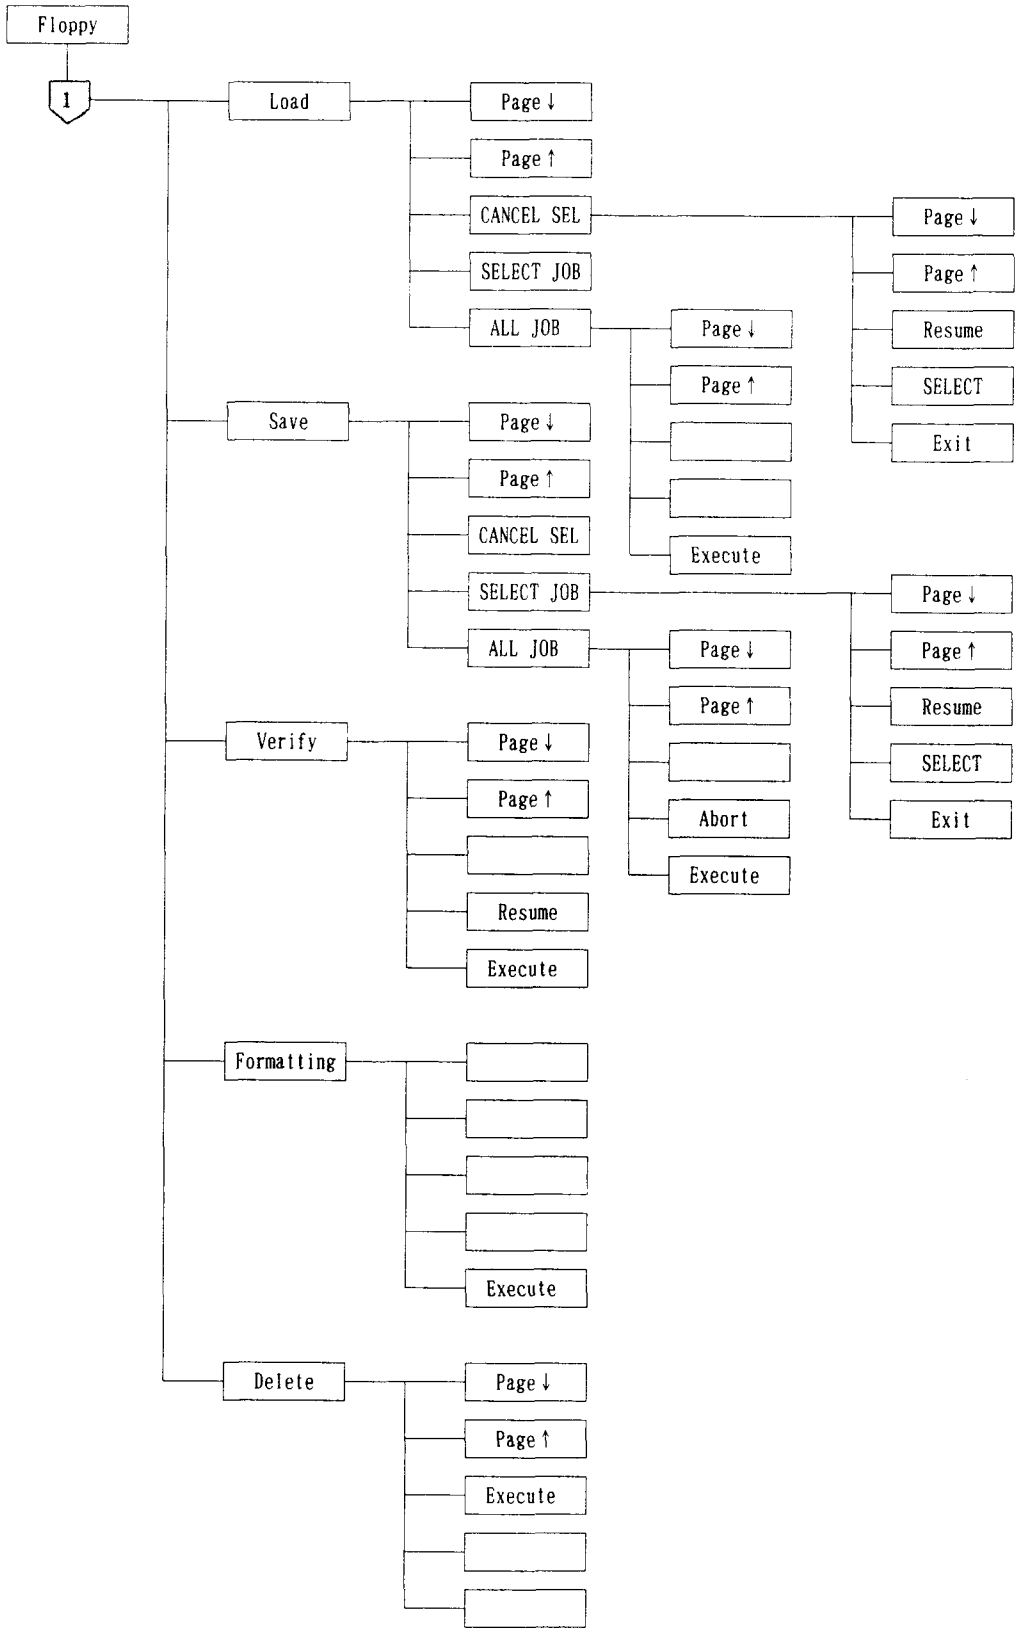 Floppy
1
Load
Page ↓
Page ↑
CANCEL SEL
SELECT JOB
ALL JOB
Page ↓
Page ↑
Resume
SELECT
Exit
Page ↓
Page ↑
Execute
Save
Page ↓
Page ↑
CANCEL SEL
SELECT JOB
ALL JOB
Page ↓
Page ↑
Resume
SELECT
Exit
Page ↓
Page ↑
Abort
Execute
Verify
Page ↓
Page ↑
Resume
Execute
Formatting
Execute
Delete
Page ↓
Page ↑
Execute